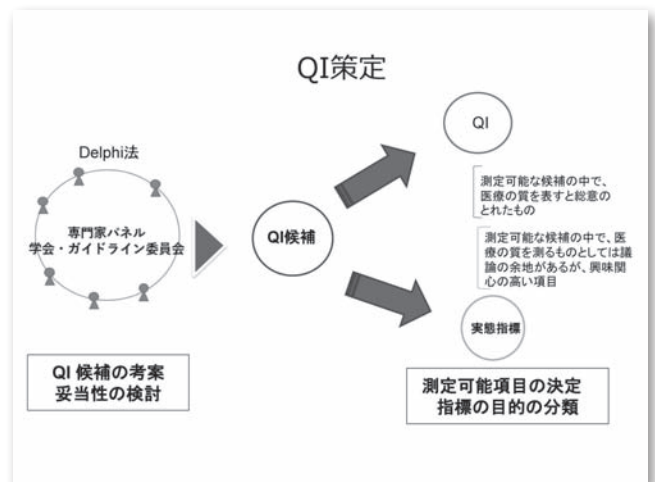 QI策定
Delphi法
専門家パネル
学会・ガイドライン委員会
QI候補
QI
測定可能な候補の中で、
医療の質を表すと総意の
とれたもの
測定可能な候補の中で、医
療の質を測るものとしては議
論の余地があるが、興味関
心の高い項目
実態指標
QI 候補の考案
妥当性の検討
測定可能項目の決定
指標の目的の分類